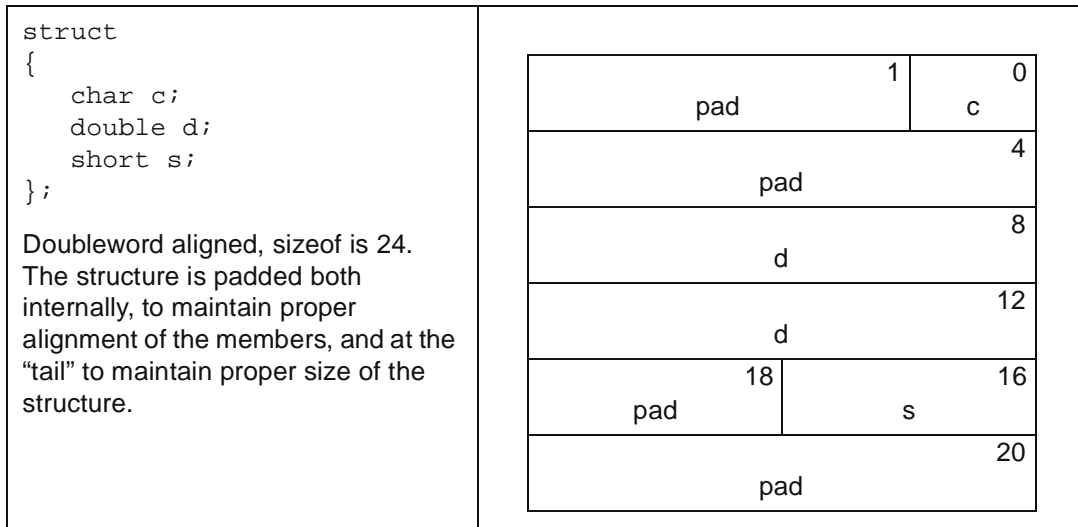 struct
{
char c;
double d;
short s;
};
Doubleword aligned, sizeof is 24.
The structure is padded both
internally, to maintain proper
alignment of the members, and at the
“tail” to maintain proper size of the
structure.
1 0
pad c
4
pad
8
d
12
d
18 16
pad s
20
pad